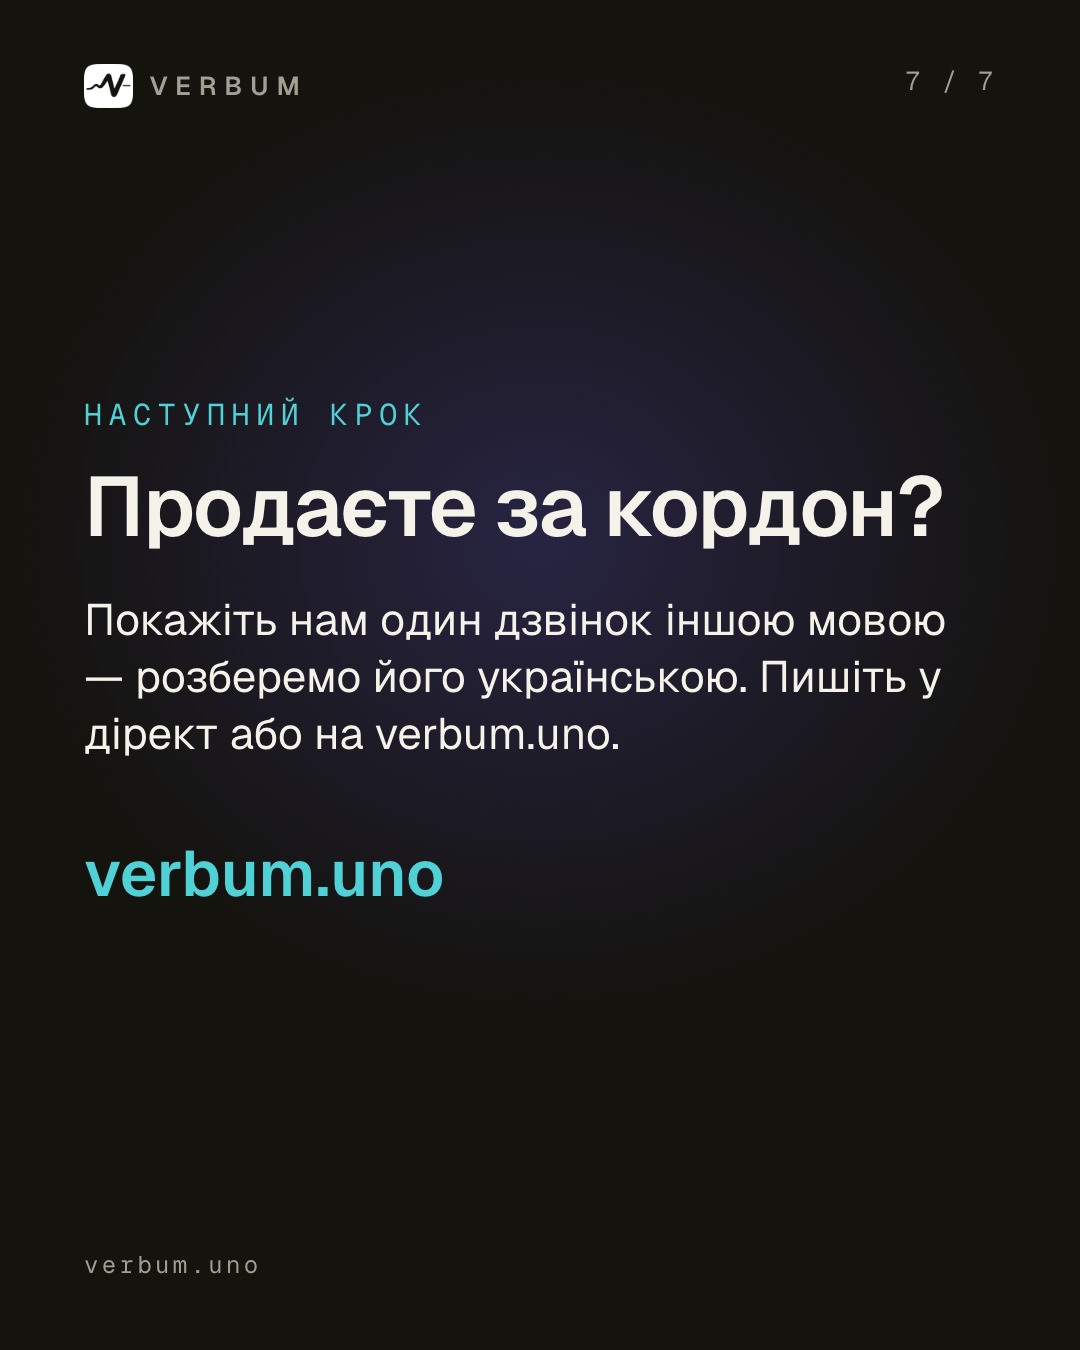 VERBUM
7 / 7
НАСТУПНИЙ КРОК
Продаєте за кордон?
Покажіть нам один дзвінок іншою мовою
— розберемо його українською. Пишіть у
дірект або на verbum.uno.
verbum.uno
verbum.uno